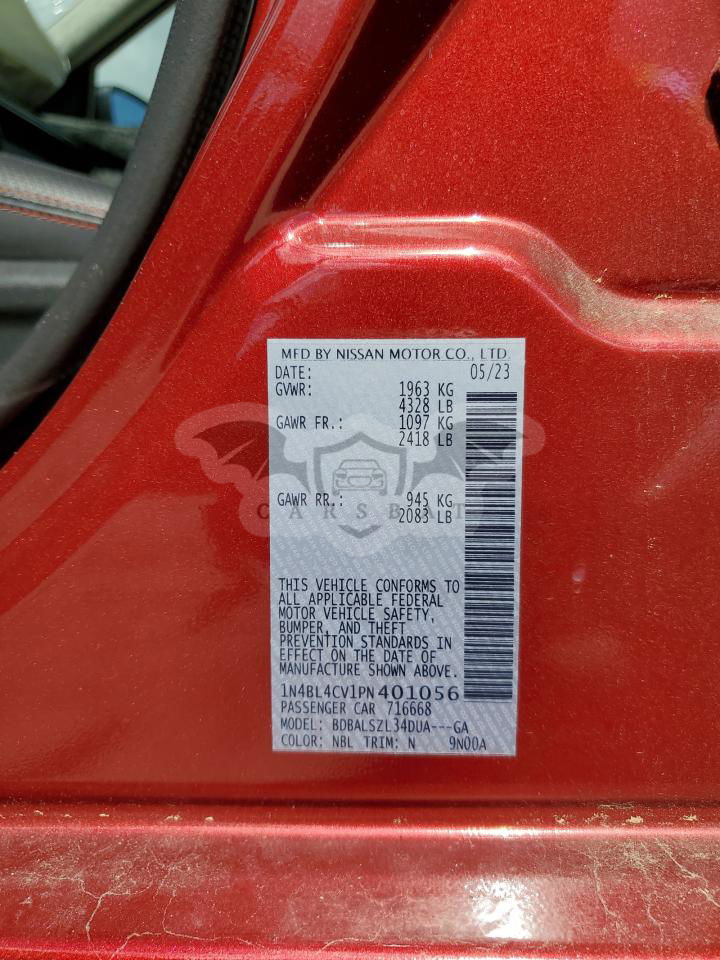 MFD BY NISSAN MOTOR CO., LTD.
DATE: 05/23
GVWR: 1963 KG
4328 LB
GAWR FR.: 1097 KG
2418 LB
GAWR RR.: 945 KG
CARSBAT
2083 LB
THIS VEHICLE CONFORMS TO
ALL APPLICABLE FEDERAL
MOTOR VEHICLE SAFETY,
BUMPER, AND THEFT
PREVENTION STANDARDS IN
EFFECT ON THE DATE OF
MANUFACTURE SHOWN ABOVE.
1N4BL4CV1PN401056
PASSENGER CAR 716668
MODEL: BDBALSZL34DUA---GA
COLOR: NBL TRIM: N 9N00A